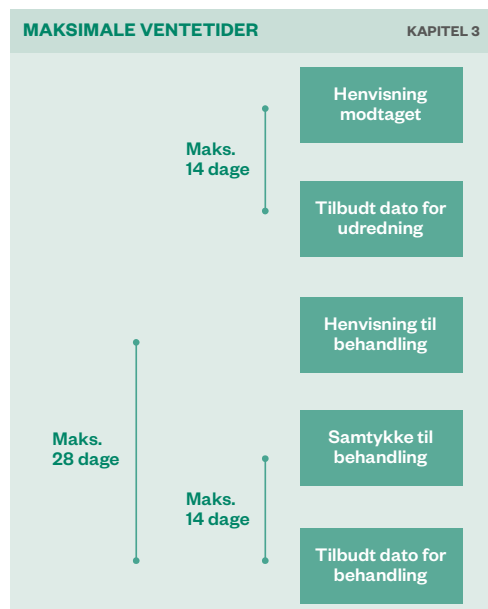 MAKSIMALE VENTETIDER
KAPITEL 3
Henvisning
modtaget
Maks.
14 dage
Tilbudt dato for
udredning
Henvisning til
behandling
Maks.
28 dage
Samtykke til
behandling
Maks.
14 dage
Tilbudt dato for
behandling